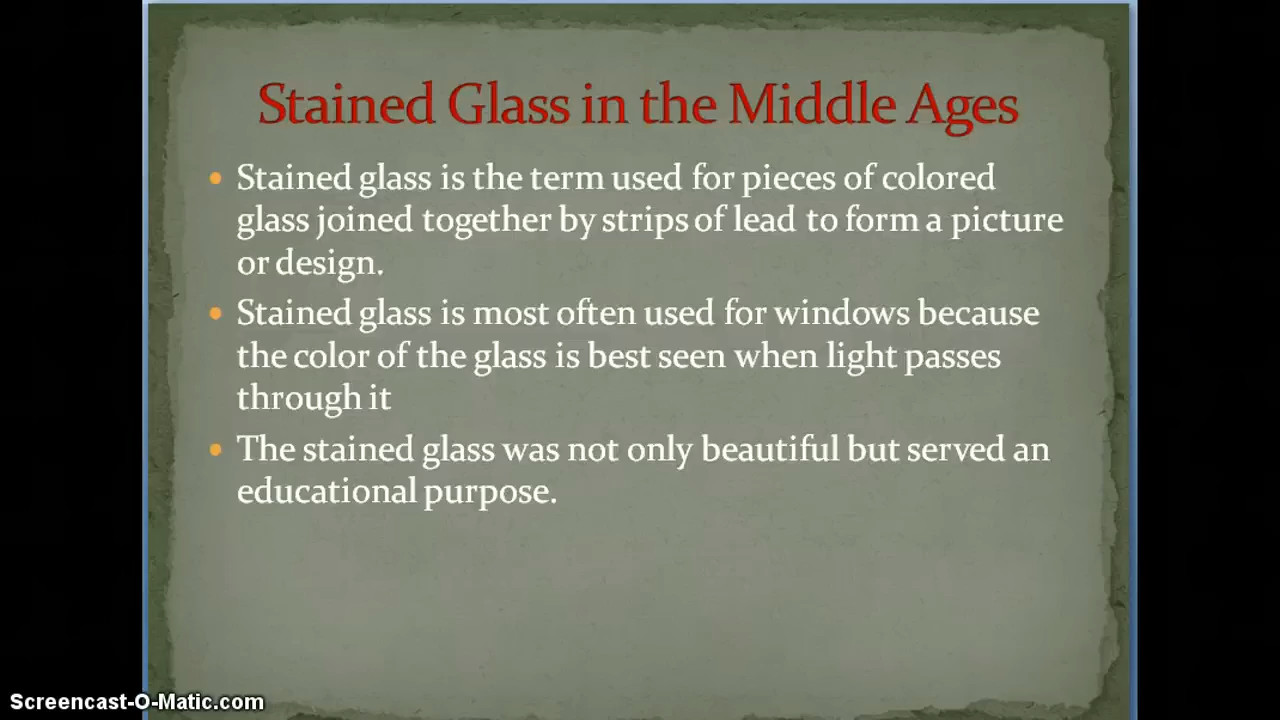 Stained Glass in the Middle Ages
• Stained glass is the term used for pieces of colored
glass joined together by strips of lead to form a picture
or design.
• Stained glass is most often used for windows because
the color of the glass is best seen when light passes
through it
• The stained glass was not only beautiful but served an
educational purpose.
Screencast-O-Matic.com